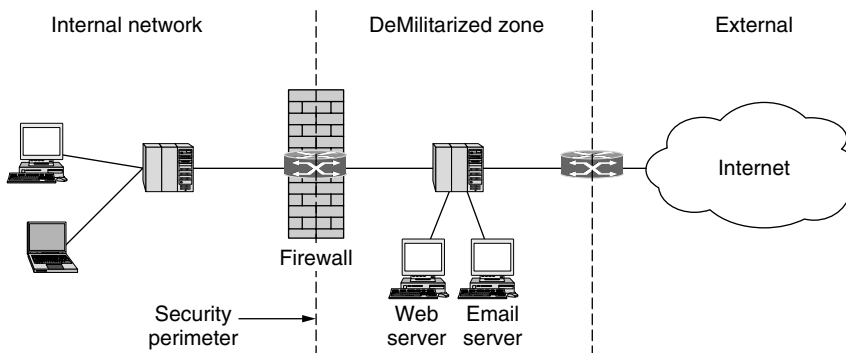 Internal network
DeMilitarized zone
External
Internet
Firewall
Security
perimeter
Web
server
Email
server